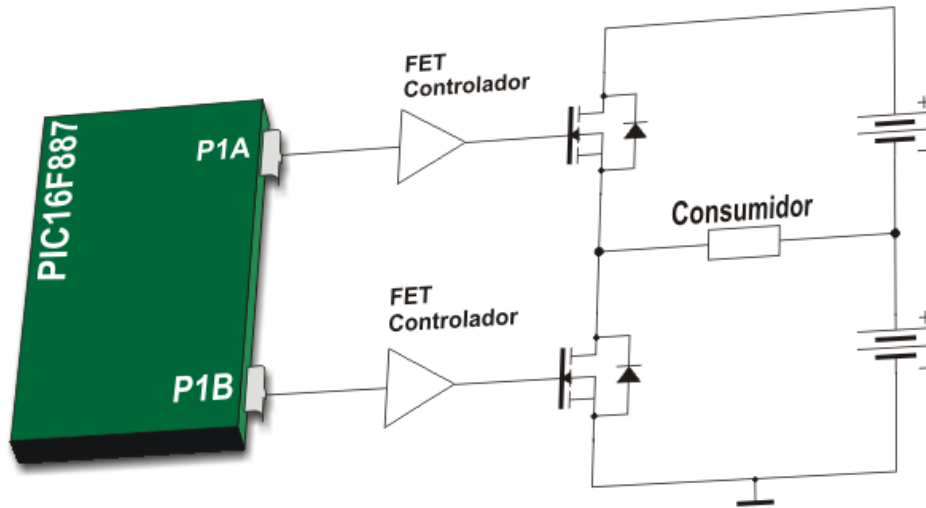 PIC16F887
P1A
FET
Controlador
Consumidor
FET
Controlador
P1B
+
-
+
-